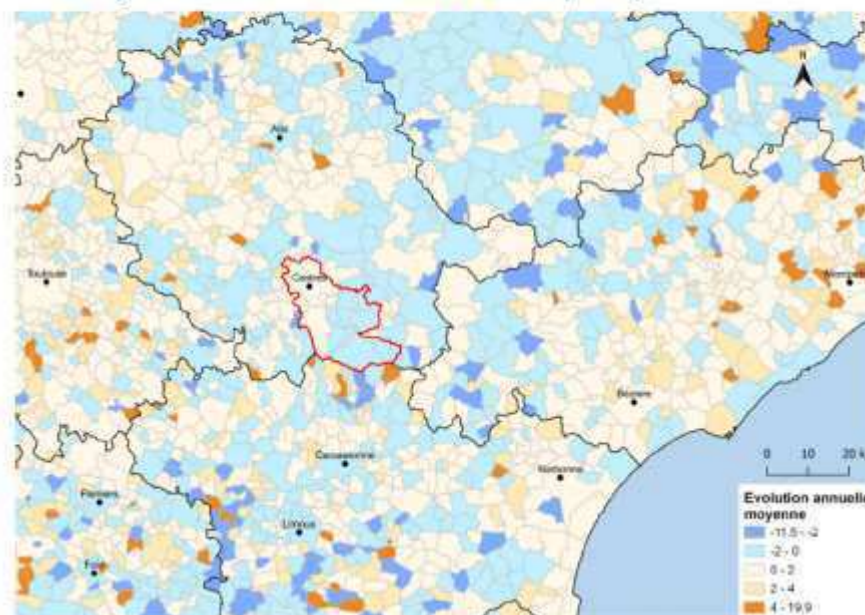 N
Albi
Toulouse
Castres
Béziers
0 10 20 k
Carcassonne
Narbonne
Pamiers
Limoux
Foix
Evolution annuelle
moyenne
-11,5 - -2
-2 - 0
0 - 2
2 - 4
4 - 19,9